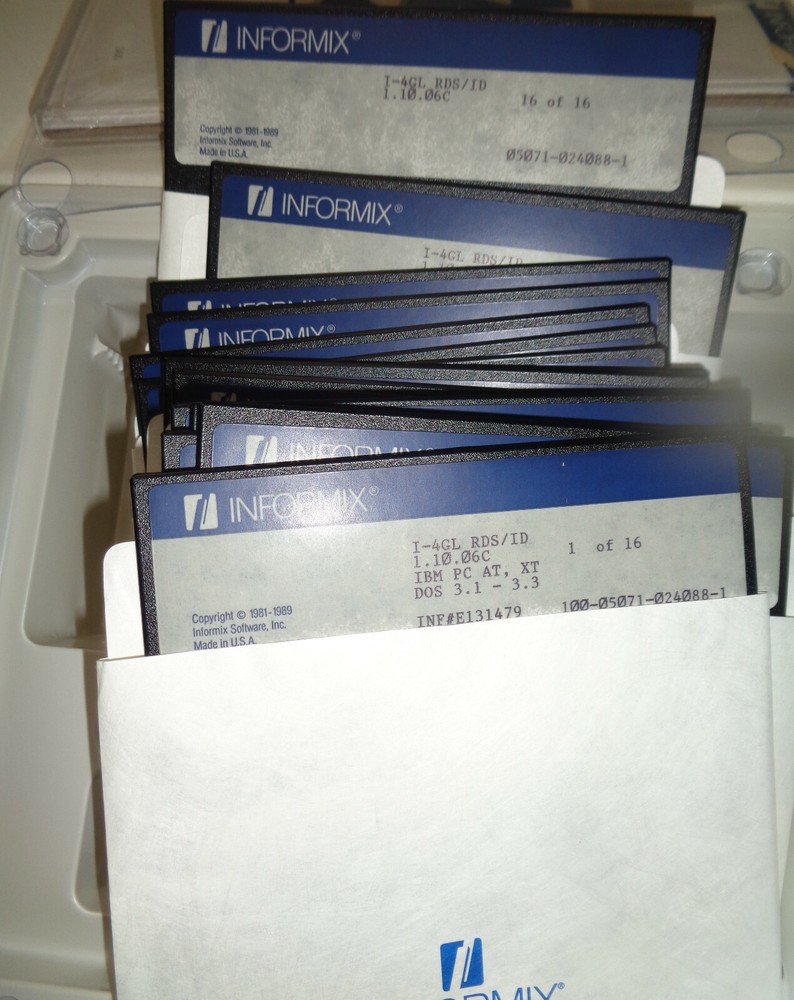 INFORMIX®
I-4GL RDS/ID
1.10.06C 16 of 16
Copyright © 1981-1989
Informix Software, Inc.
Made in U.S.A.
05071-024088-1
INFORMIX®
I-4GL RDS/ID
INFORMIX®
INFORMIX®
INFORMIX
INFORMIX®
I-4GL RDS/ID 1 of 16
1.10.06C
IBM PC AT, XT
DOS 3.1 - 3.3
Copyright © 1981-1989
Informix Software, Inc.
Made in U.S.A.
INF#E131479 100-05071-024088-1
INFORMIX®